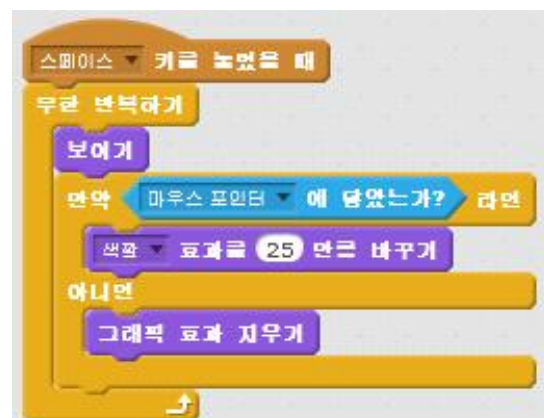 스페이스 키를 눌렀을 때
무한 반복하기
보이기
만약 마우스 포인터 에 닿았는가? 라면
색깔 효과를 25 만큼 바꾸기
아니면
그래픽 효과 지우기